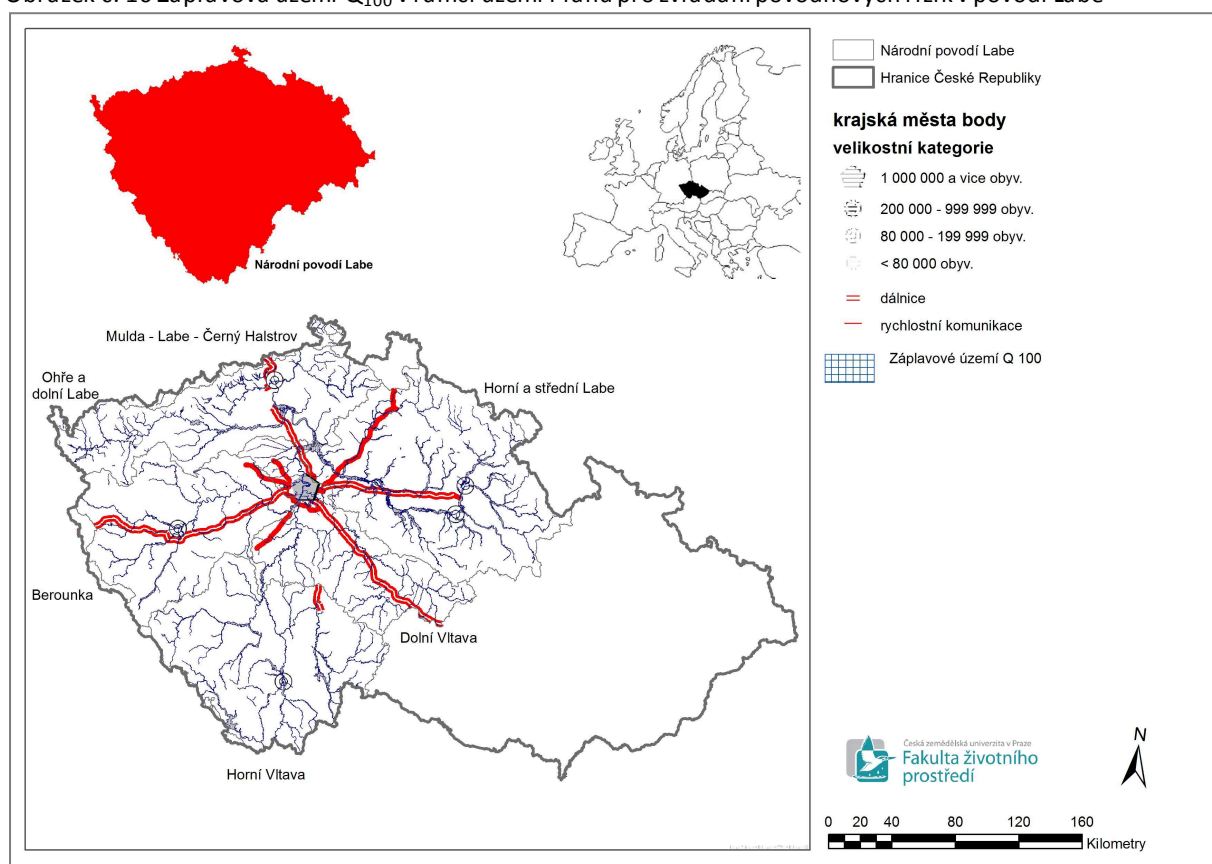 Národní povodí Labe
Národní povodí Labe
Hranice České Republiky
krajská města body
velikostní kategorie
1 000 000 a vice obyv.
200 000 - 999 999 obyv.
80 000 - 199 999 obyv.
< 80 000 obyv.
dálnice
rychlostní komunikace
Záplavové území Q 100
Mulda - Labe - Černý Halstrov
Ohře a
dolní Labe
Horní a střední Labe
Berounka
Dolní Vltava
Horní Vltava
Česká zemědělská univerzita v Praze
Fakulta životního
prostředí
N
0 20 40 80 120 160
Kilometry